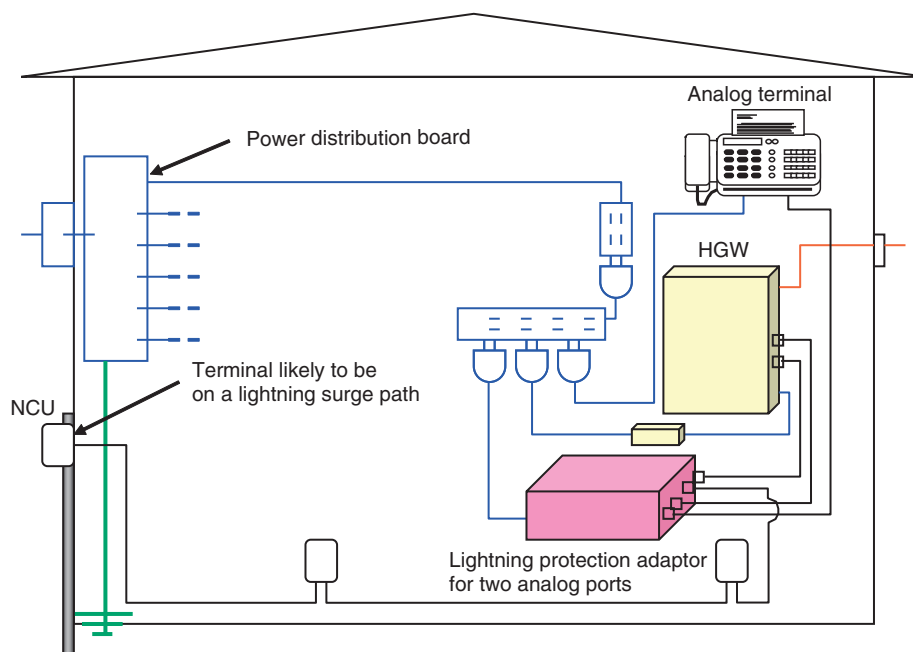 Analog terminal
Power distribution board
HGW
Terminal likely to be
on a lightning surge path
NCU
Lightning protection adaptor
for two analog ports